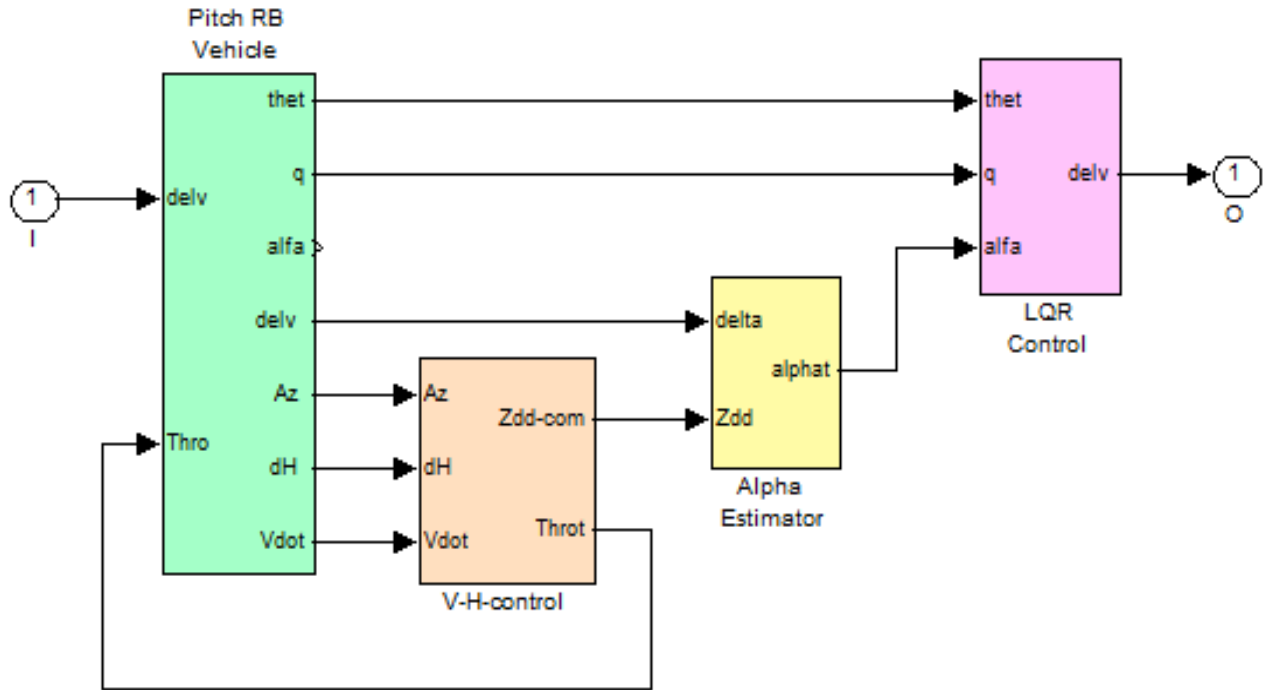 Pitch RB
Vehicle
thet
q
alfa
delv
Az
dH
Vdot
delv
Thro
1
I
Az
dH
Vdot
Zdd-com
Throt
V-H-control
delta
Zdd
alphat
Alpha
Estimator
thet
q
alfa
delv
LQR
Control
1
O